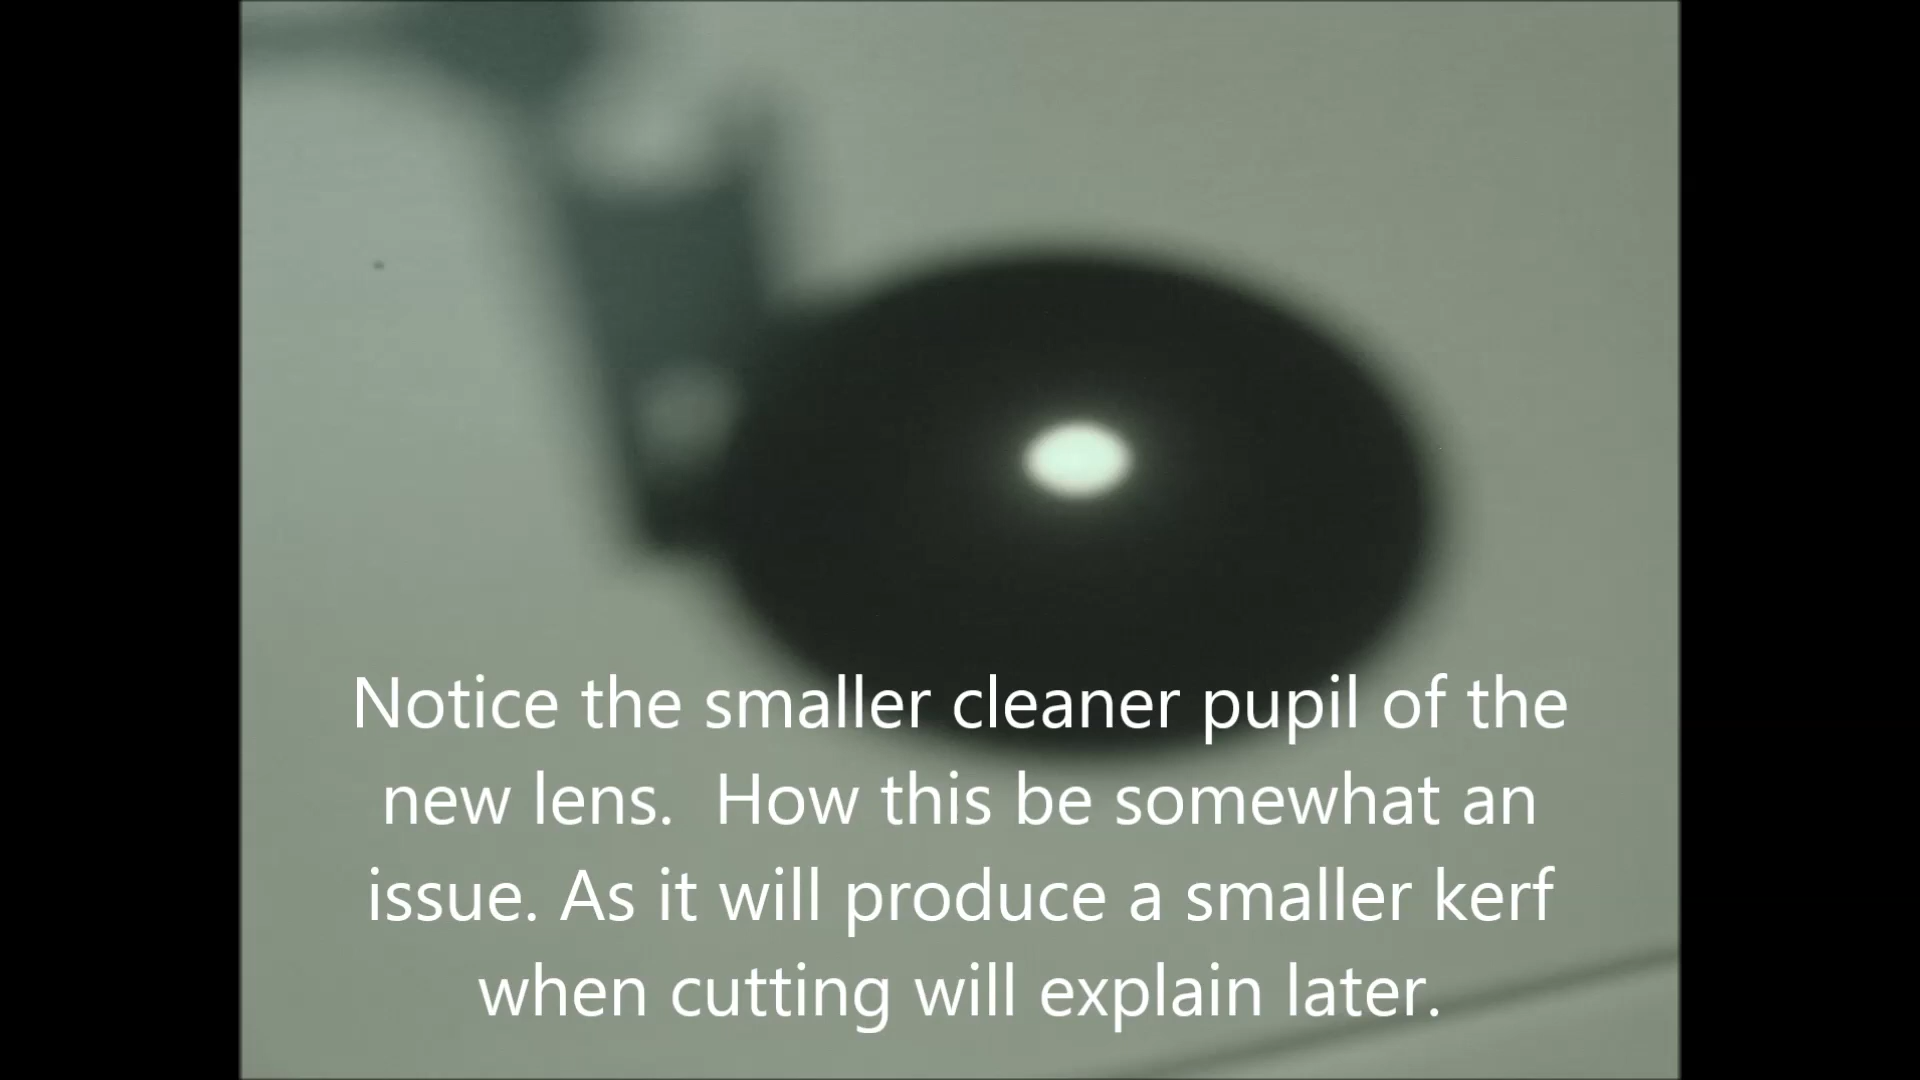 Notice the smaller cleaner pupil of the
new lens.  How this be somewhat an
issue. As it will produce a smaller kerf
when cutting will explain later.